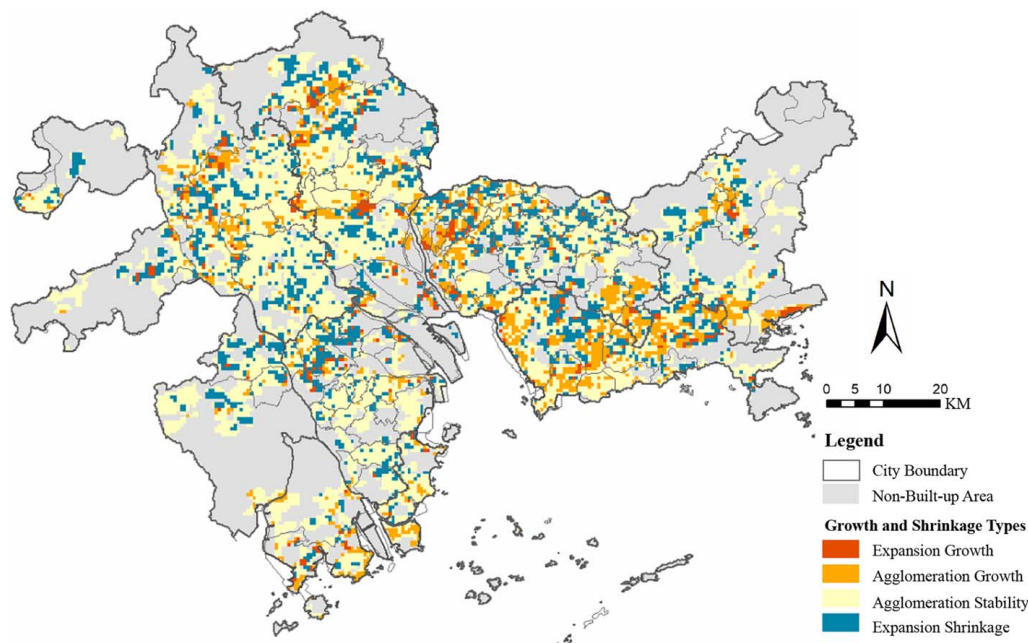 N
0 5 10 20
KM
Legend
City Boundary
Non-Built-up Area
Growth and Shrinkage Types
Expansion Growth
Agglomeration Growth
Agglomeration Stability
Expansion Shrinkage